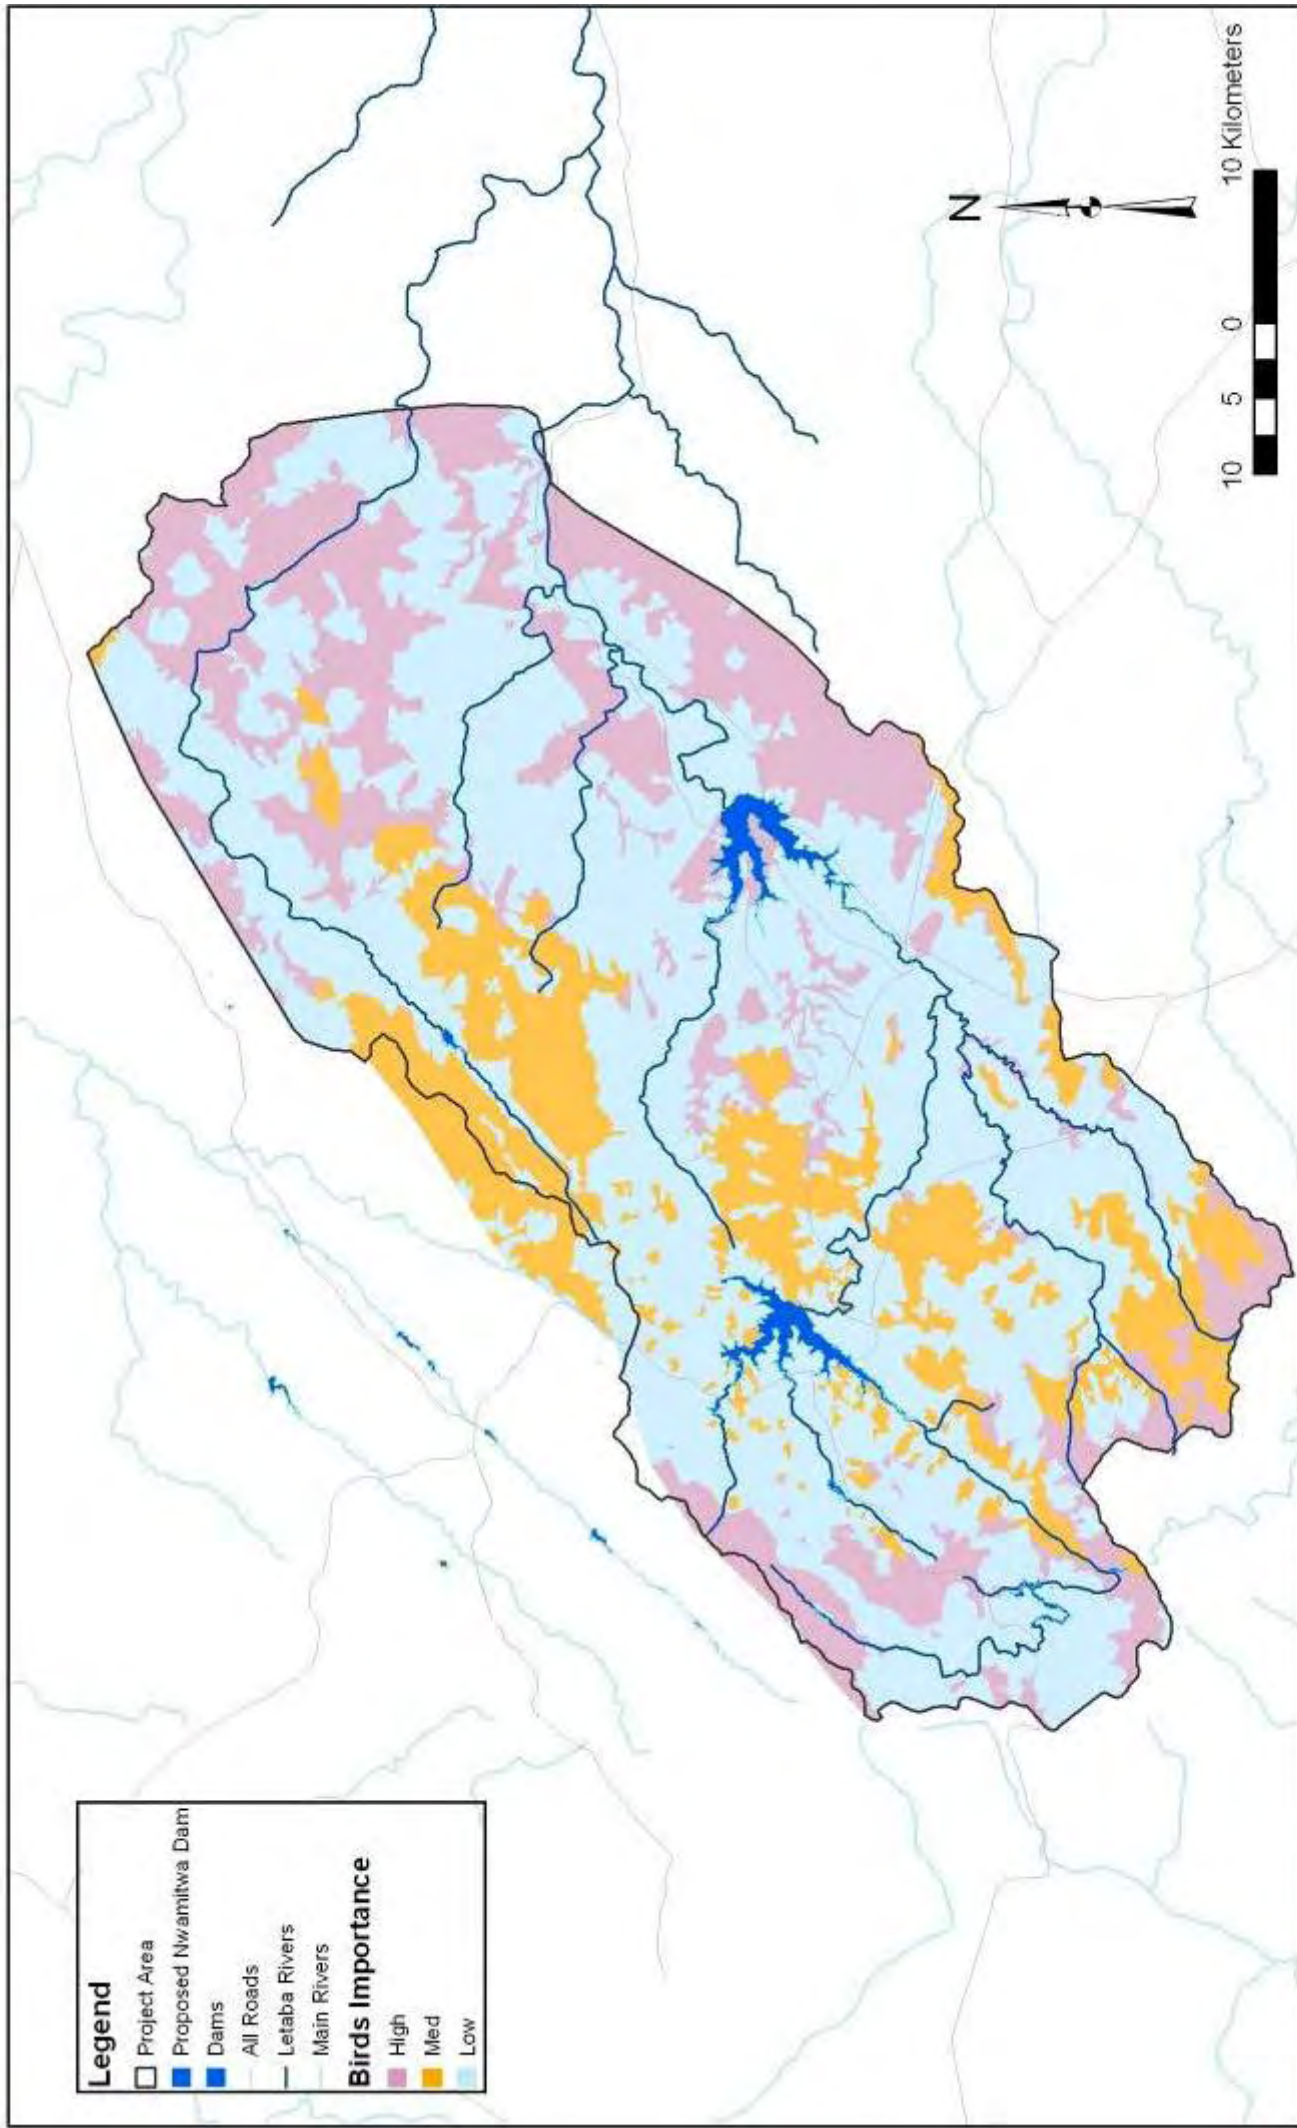 Legend
Project Area
Proposed Nwamitwa Dam
Dams
All Roads
Letaba Rivers
Main Rivers
Birds Importance
High
Med
Low
N
10 5 0 10 Kilometers